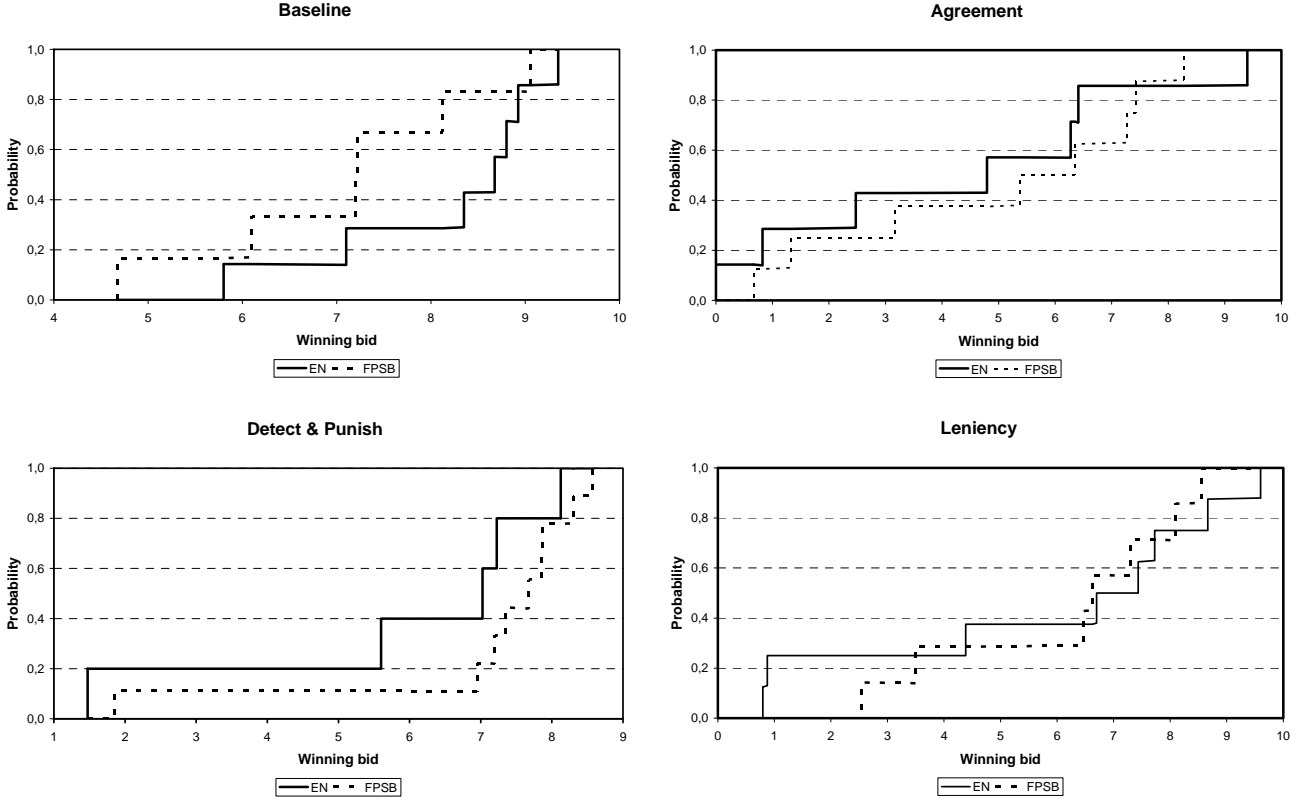 Baseline
1,0
0,8
0,6
0,4
0,2
0,0
Probability
4 5 6 7 8 9 10
Winning bid
EN FPSB
Agreement
1,0
0,8
0,6
0,4
0,2
0,0
Probability
0 1 2 3 4 5 6 7 8 9 10
Winning bid
EN FPSB
Detect & Punish
1,0
0,8
0,6
0,4
0,2
0,0
Probability
1 2 3 4 5 6 7 8 9
Winning bid
EN FPSB
Leniency
1,0
0,8
0,6
0,4
0,2
0,0
Probability
0 1 2 3 4 5 6 7 8 9 10
Winning bid
EN FPSB